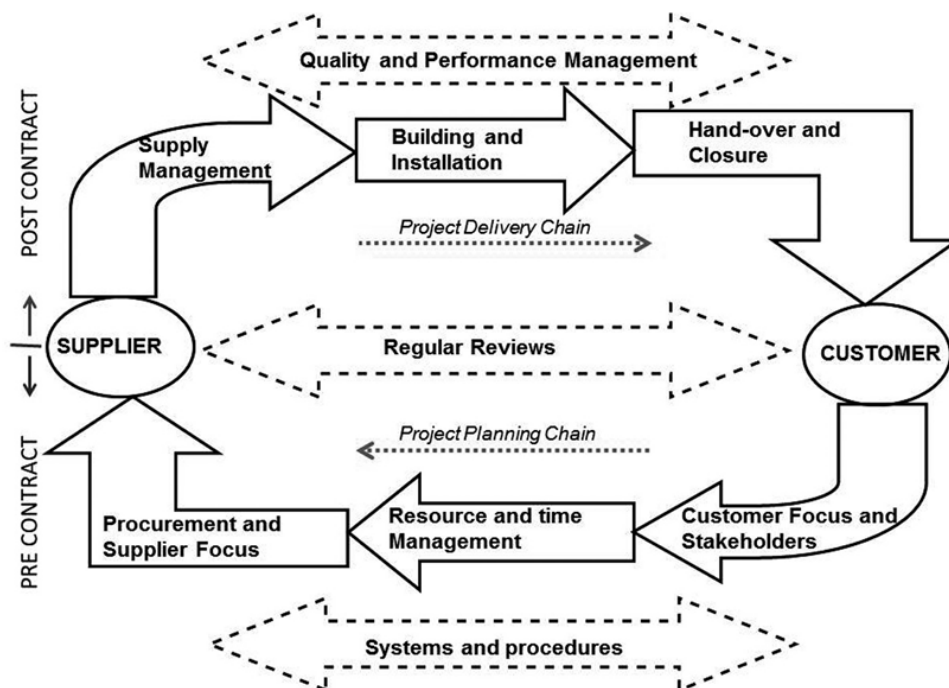 Quality and Performance Management
POST CONTRACT
Supply
Management
Building and
Installation
Hand-over and
Closure
Project Delivery Chain
SUPPLIER
Regular Reviews
CUSTOMER
Project Planning Chain
PRE CONTRACT
Procurement and
Supplier Focus
Resource and time
Management
Customer Focus and
Stakeholders
Systems and procedures